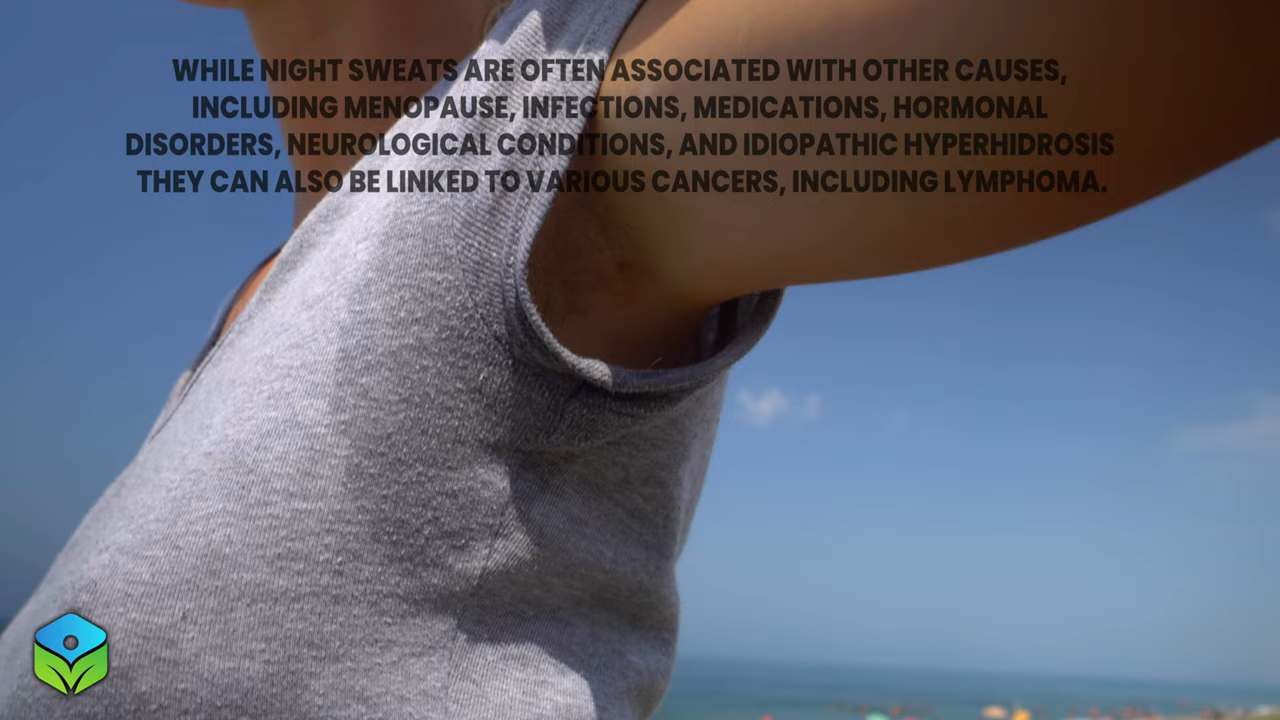 WHILE NIGHT SWEATS ARE OFTEN ASSOCIATED WITH OTHER CAUSES,
INCLUDING MENOPAUSE, INFECTIONS, MEDICATIONS, HORMONAL
DISORDERS, NEUROLOGICAL CONDITIONS, AND IDIOPATHIC HYPERHIDROSIS
THEY CAN ALSO BE LINKED TO VARIOUS CANCERS, INCLUDING LYMPHOMA.